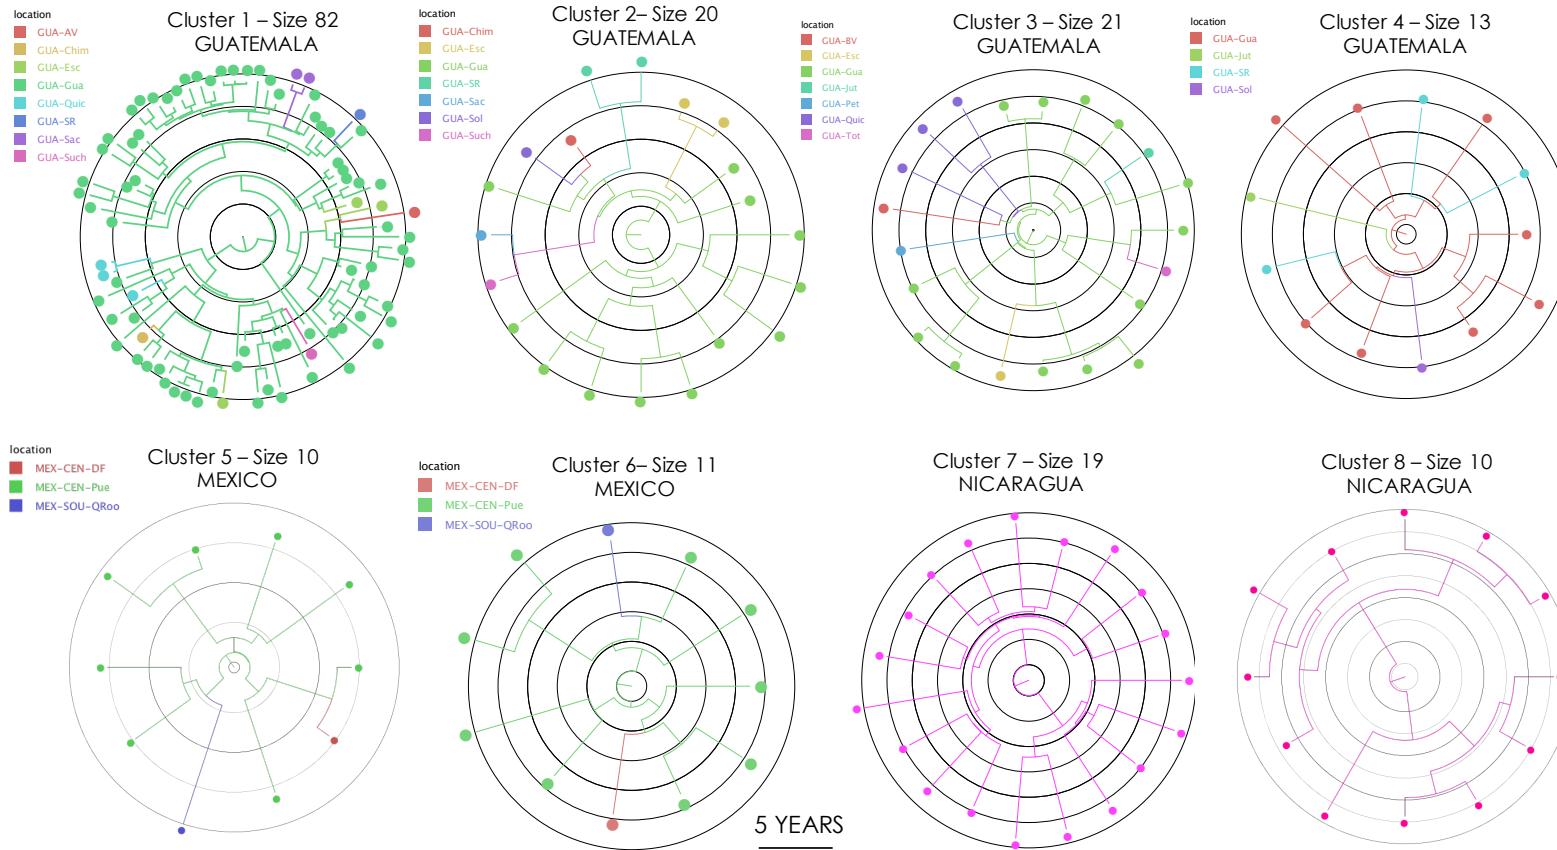 location
GUA-AV
GUA-Chim
GUA-Esc
GUA-Gua
GUA-Quic
GUA-SR
GUA-Sac
GUA-Such
Cluster 1 – Size 82
GUATEMALA
location
GUA-Chim
GUA-Esc
GUA-Gua
GUA-SR
GUA-Sac
GUA-Sol
GUA-Such
Cluster 2– Size 20
GUATEMALA
location
GUA-BV
GUA-Esc
GUA-Gua
GUA-Jut
GUA-Pet
GUA-Quic
GUA-Tot
Cluster 3 – Size 21
GUATEMALA
location
GUA-Gua
GUA-Jut
GUA-SR
GUA-Sol
Cluster 4 – Size 13
GUATEMALA
location
MEX-CEN-DF
MEX-CEN-Pue
MEX-SOU-QRoo
Cluster 5 – Size 10
MEXICO
location
MEX-CEN-DF
MEX-CEN-Pue
MEX-SOU-QRoo
Cluster 6– Size 11
MEXICO
Cluster 7 – Size 19
NICARAGUA
Cluster 8 – Size 10
NICARAGUA
5 YEARS